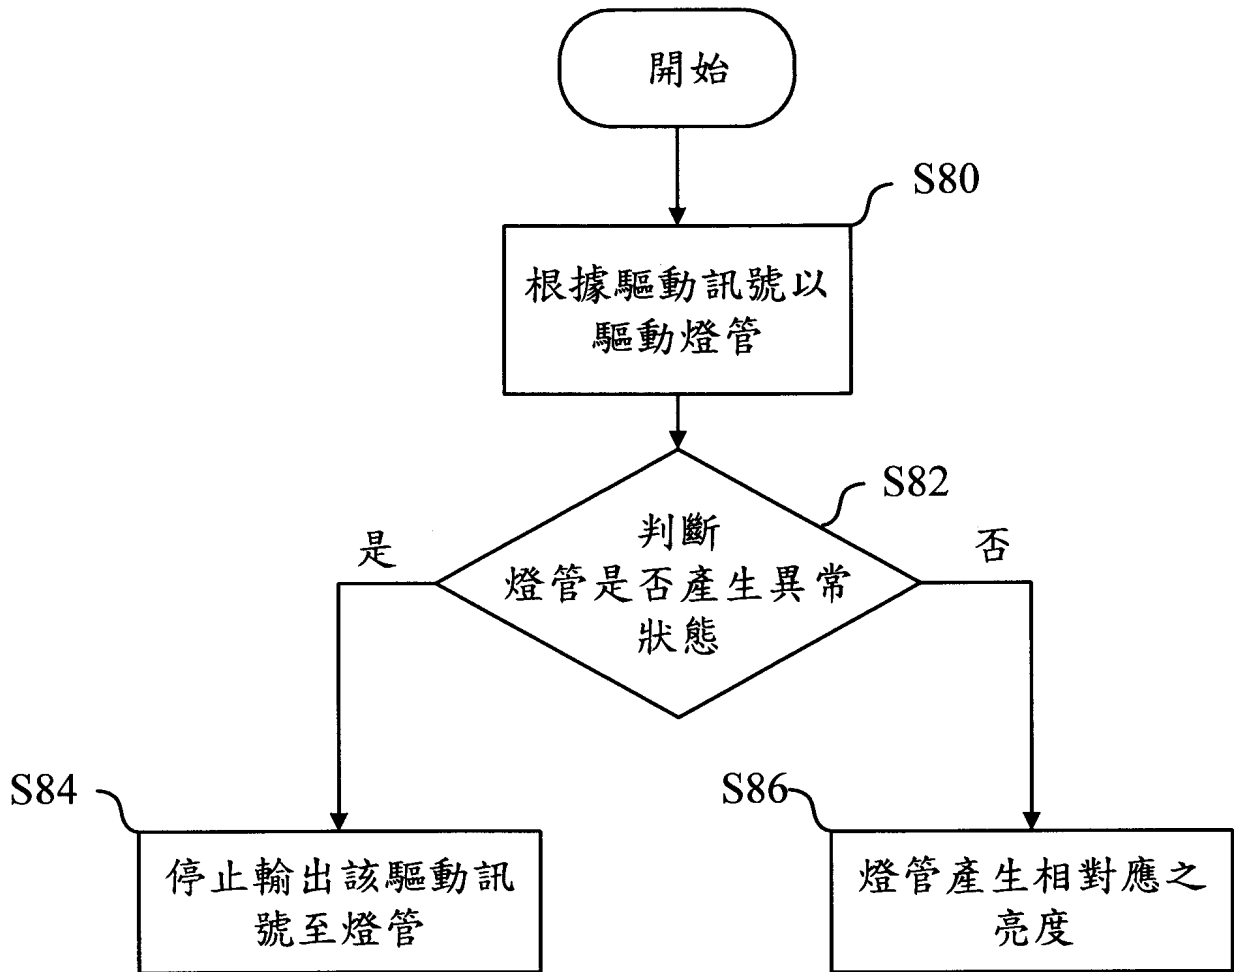 開始
S80
根據驅動訊號以
驅動燈管
S82
判斷
燈管是否產生異常
狀態
是
否
S84
停止輸出該驅動訊
號至燈管
S86
燈管產生相對應之
亮度